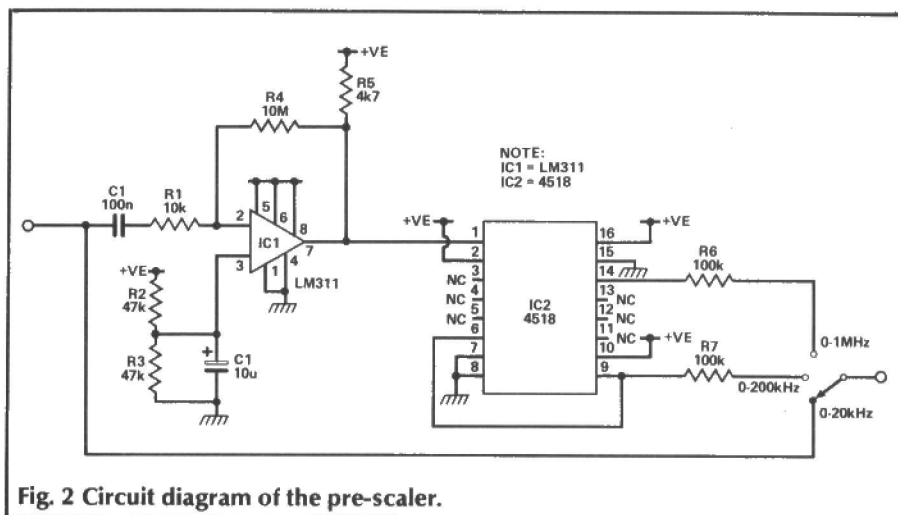 +VE
R5
4k7
R4
10M
NOTE:
IC1 = LM311
IC2 = 4518
C1
100n
R1
10k
2
5
6
8
IC1
7
3
1
4
LM311
+VE
R2
47k
R3
47k
+
C1
10u
+VE
1
2
NC
3
NC
4
NC
5
6
7
8
IC2
4518
16
+VE
15
14
13
NC
12
NC
11
NC
10
+VE
9
R6
100k
R7
100k
0-1MHz
0-200kHz
0-20kHz
Fig. 2 Circuit diagram of the pre-scaler.